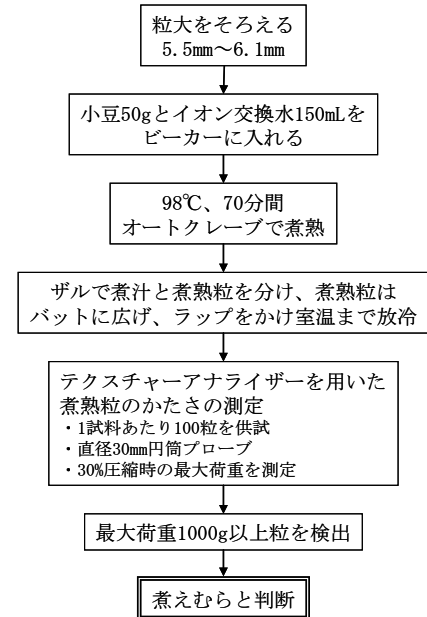 粒大をそろえる
5.5mm～6.1mm
小豆50gとイオン交換水150mLを
ビーカーに入れる
98℃、70分間
オートクレーブで煮熟
ザルで煮汁と煮熟粒を分け、煮熟粒は
バットに広げ、ラップをかけ室温まで放冷
テクスチャーアナライザーを用いた
煮熟粒のかたさの測定
・1試料あたり100粒を供試
・直径30mm円筒プローブ
・30%圧縮時の最大荷重を測定
最大荷重1000g以上粒を検出
煮えむらと判断